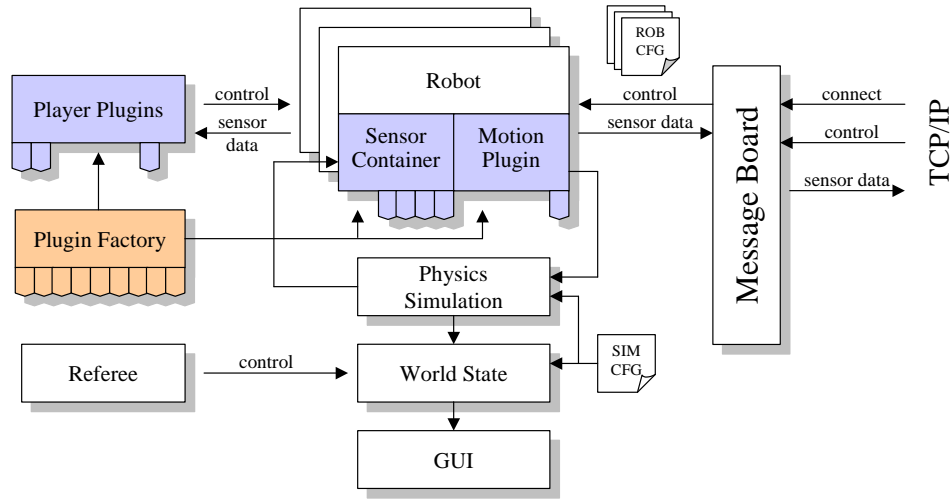 ROB
CFG
Robot
Player Plugins
control
sensor
data
control
sensor data
connect
control
sensor data
TCP/IP
Message Board
Sensor
Container
Motion
Plugin
Plugin Factory
Physics
Simulation
Referee
control
World State
SIM
CFG
GUI